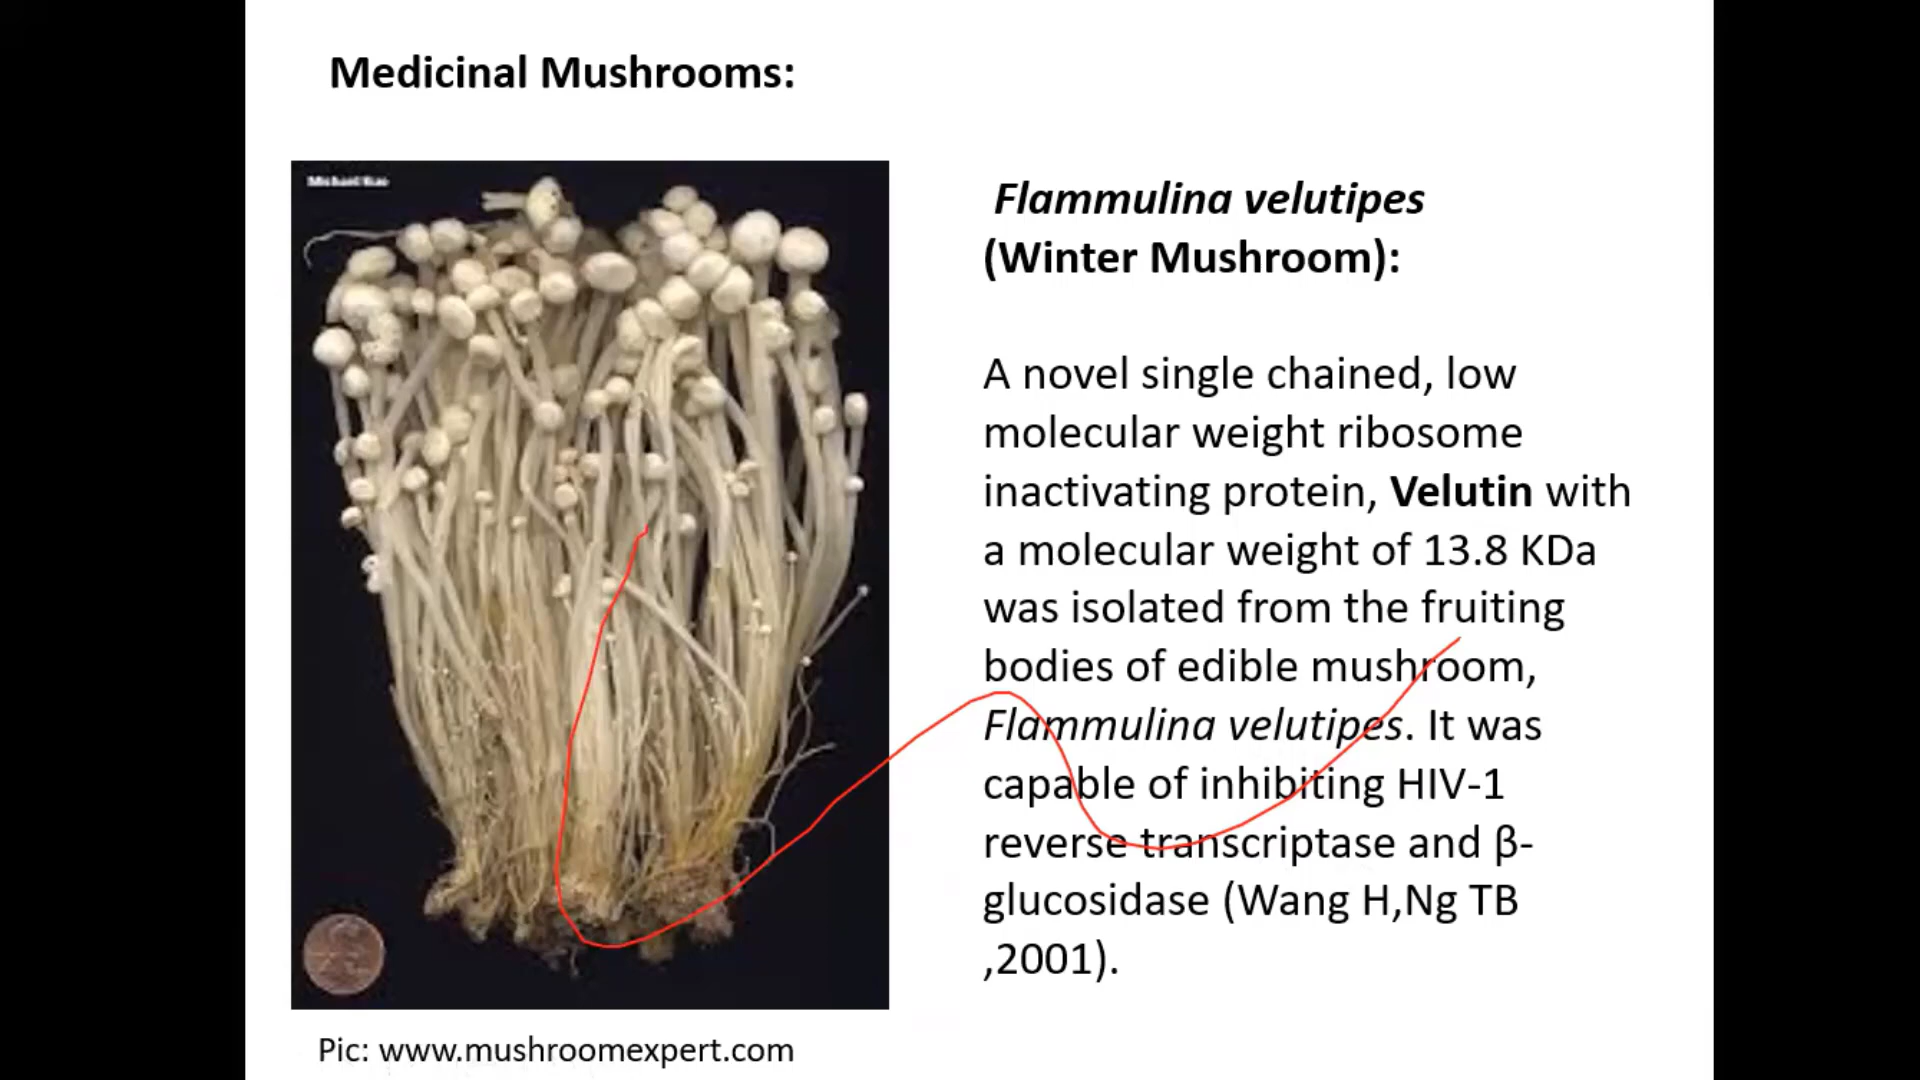 Medicinal Mushrooms:
Michael Kuo
Flammulina velutipes
(Winter Mushroom):
A novel single chained, low
molecular weight ribosome
inactivating protein, Velutin with
a molecular weight of 13.8 KDa
was isolated from the fruiting
bodies of edible mushroom,
Flammulina velutipes. It was
capable of inhibiting HIV-1
reverse transcriptase and β-
glucosidase (Wang H,Ng TB
,2001).
Pic: www.mushroomexpert.com